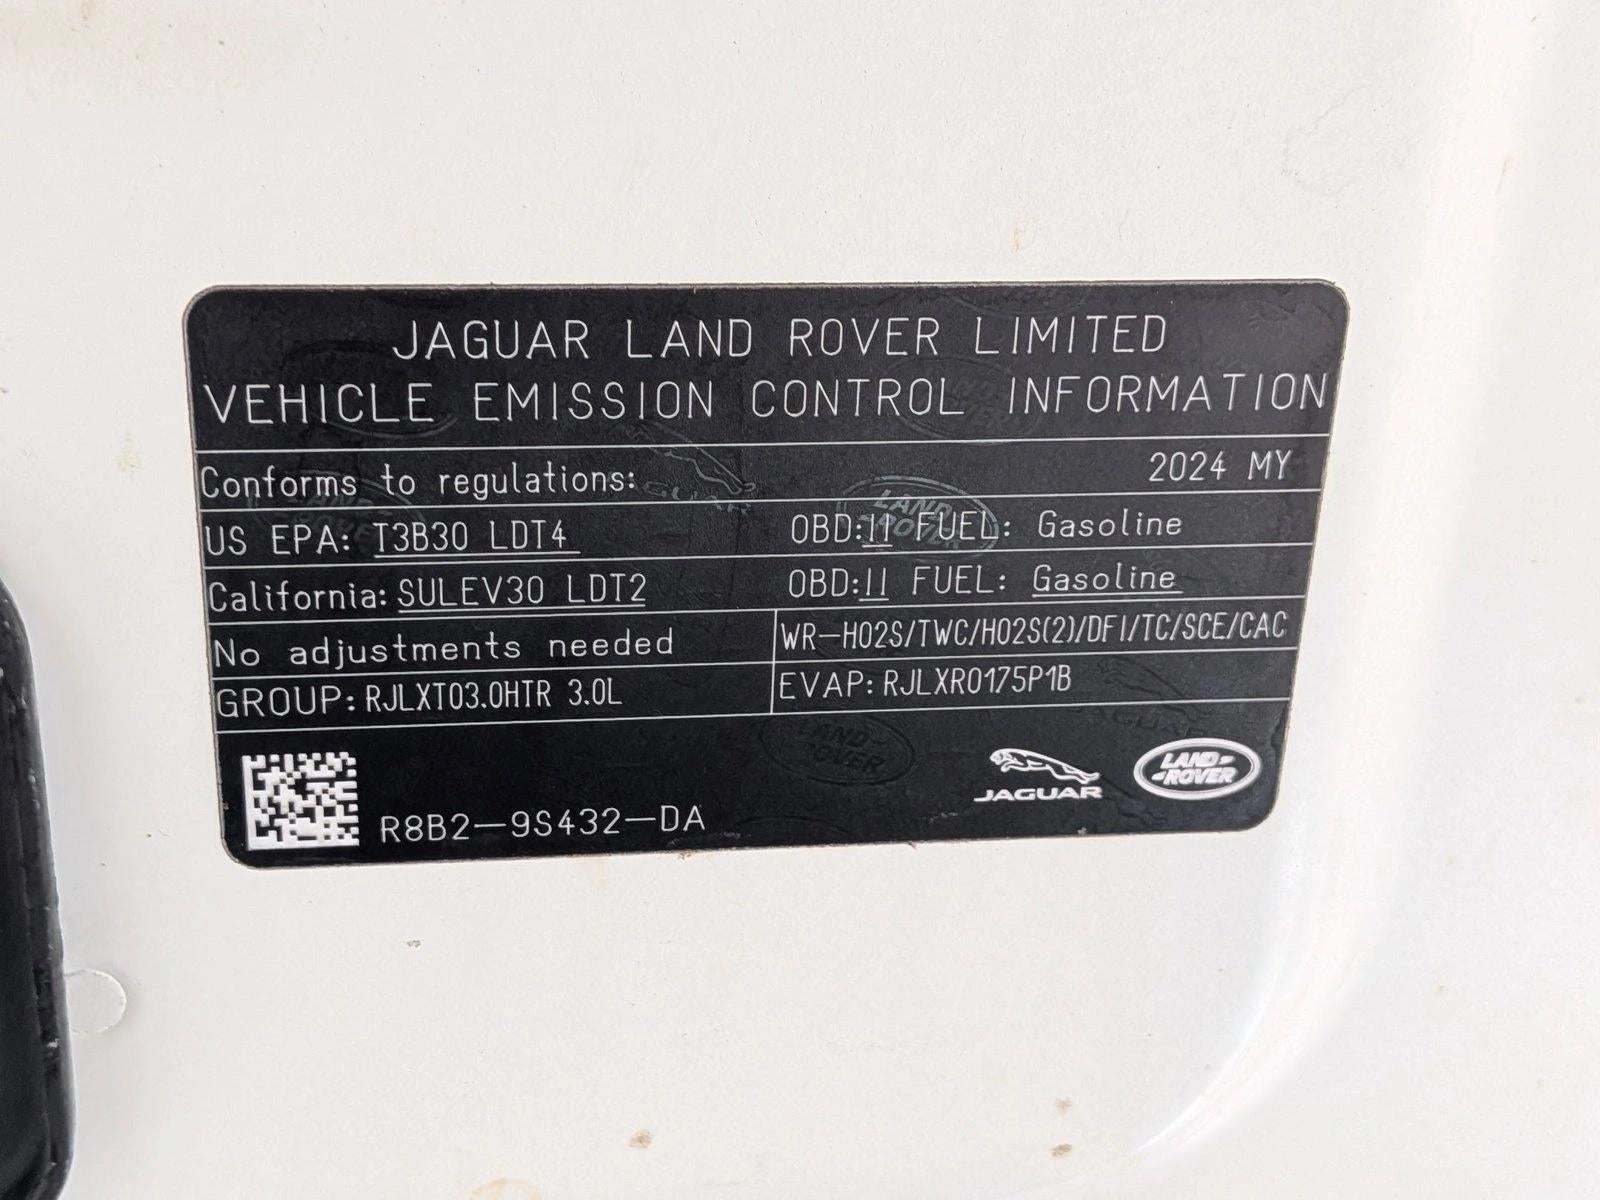 JAGUAR LAND ROVER LIMITED
VEHICLE EMISSION CONTROL INFORMATION
Conforms to regulations: 2024 MY
US EPA: T3B30 LDT4 OBD:II FUEL: Gasoline
California: SULEV30 LDT2 OBD:II FUEL: Gasoline
No adjustments needed WR-HO2S/TWC/HO2S(2)/DFI/TC/SCE/CAC
GROUP: RJLXT03.0HTR 3.0L EVAP: RJLXR0175P1B
R8B2-9S432-DA JAGUAR LAND ROVER